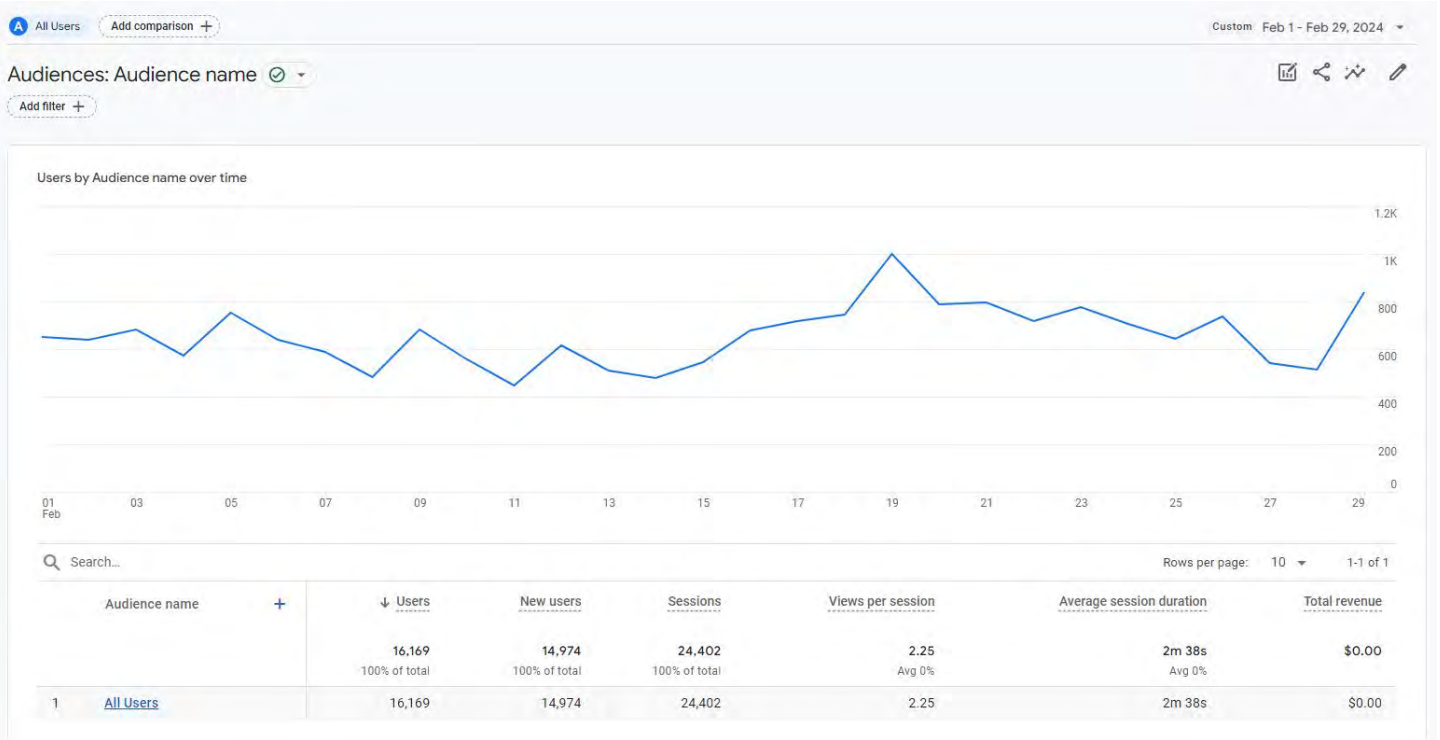 A All Users Add comparison + Custom Feb 1 - Feb 29, 2024
Audiences: Audience name
Add filter +
Users by Audience name over time
1.2K
1K
800
600
400
200
0
01 03 05 07 09 11 13 15 17 19 21 23 25 27 29
Feb
Search... Rows per page: 10 1-1 of 1
Audience name + ↓ Users New users Sessions Views per session Average session duration Total revenue
16,169 14,974 24,402 2.25 2m 38s $0.00
100% of total 100% of total 100% of total Avg 0% Avg 0%
1 All Users 16,169 14,974 24,402 2.25 2m 38s $0.00